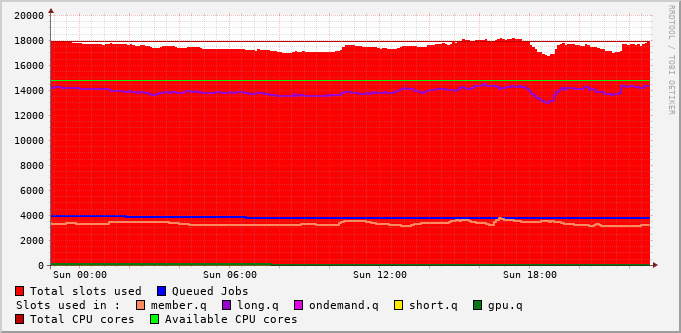 20000
18000
16000
14000
12000
10000
8000
6000
4000
2000
0
Sun 00:00 Sun 06:00 Sun 12:00 Sun 18:00
RRDTOOL / TOBI OETIKER
Total slots used Queued Jobs
Slots used in : member.q long.q ondemand.q short.q gpu.q
Total CPU cores Available CPU cores